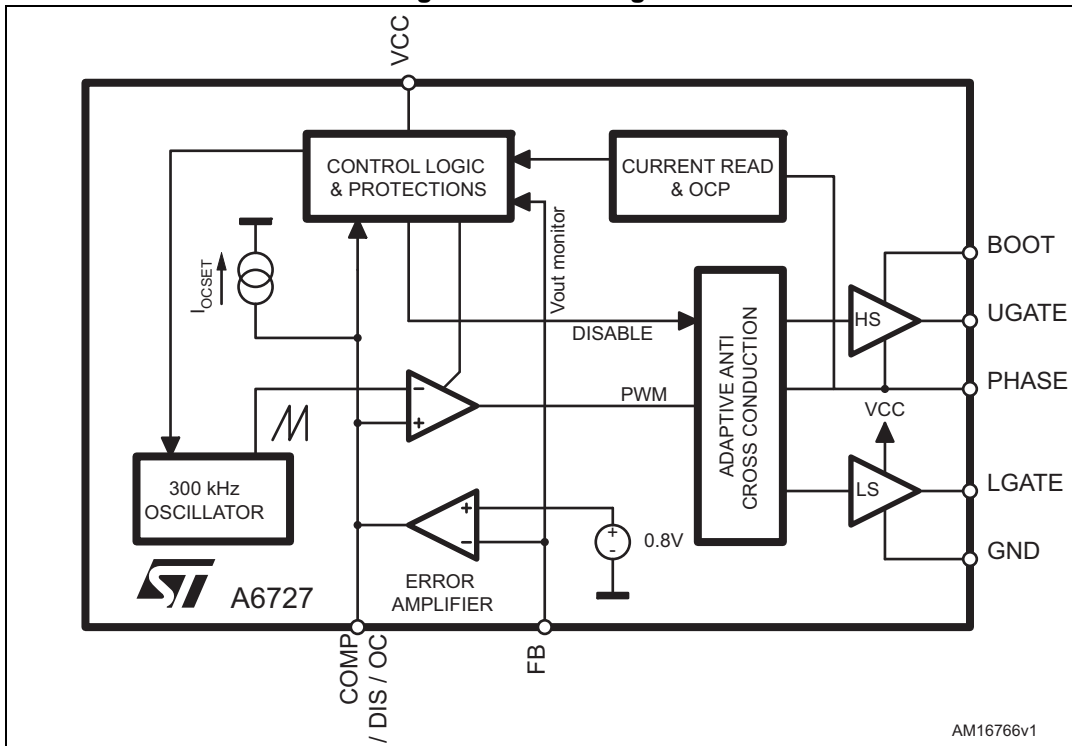 VCC
CONTROL LOGIC
& PROTECTIONS
CURRENT READ
& OCP
IOCSET
Vout monitor
DISABLE
ADAPTIVE ANTI
CROSS CONDUCTION
HS
BOOT
UGATE
PHASE
VCC
PWM
−
+
300 kHz
OSCILLATOR
LS
LGATE
GND
+
−
+
-
0.8V
ERROR
AMPLIFIER
ST
A6727
COMP
/ DIS / OC
FB
AM16766v1